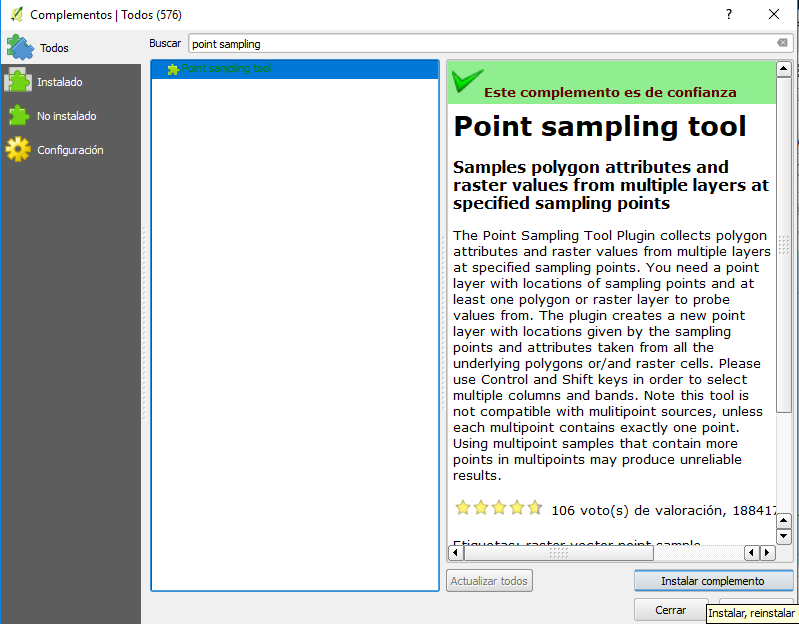 Complementos | Todos (576)
?
Todos
Instalado
No instalado
Configuración
Buscar
point sampling
Point sampling tool
Este complemento es de confianza
Point sampling tool
Samples polygon attributes and
raster values from multiple layers at
specified sampling points
The Point Sampling Tool Plugin collects polygon
attributes and raster values from multiple layers
at specified sampling points. You need a point
layer with locations of sampling points and at
least one polygon or raster layer to probe
values from. The plugin creates a new point
layer with locations given by the sampling
points and attributes taken from all the
underlying polygons or/and raster cells. Please
use Control and Shift keys in order to select
multiple columns and bands. Note this tool is
not compatible with mulitipoint sources, unless
each multipoint contains exactly one point.
Using multipoint samples that contain more
points in multipoints may produce unreliable
results.
106 voto(s) de valoración, 188417
Etiquetas: raster vector point sample
Actualizar todos
Instalar complemento
Cerrar
Instalar, reinstalar